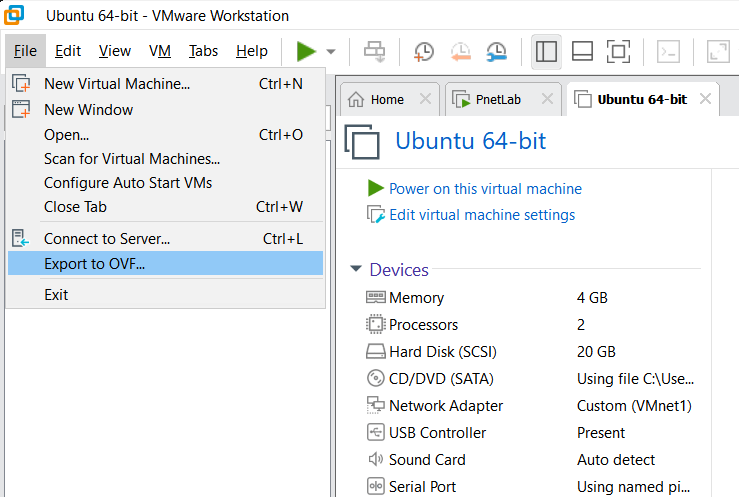 Ubuntu 64-bit - VMware Workstation
File Edit View VM Tabs Help
New Virtual Machine... Ctrl+N
New Window
Open... Ctrl+O
Scan for Virtual Machines...
Configure Auto Start VMs
Close Tab Ctrl+W
Connect to Server... Ctrl+L
Export to OVF...
Exit
Home PnetLab Ubuntu 64-bit
Ubuntu 64-bit
Power on this virtual machine
Edit virtual machine settings
Devices
Memory 4 GB
Processors 2
Hard Disk (SCSI) 20 GB
CD/DVD (SATA) Using file C:\Use...
Network Adapter Custom (VMnet1)
USB Controller Present
Sound Card Auto detect
Serial Port Using named pi...